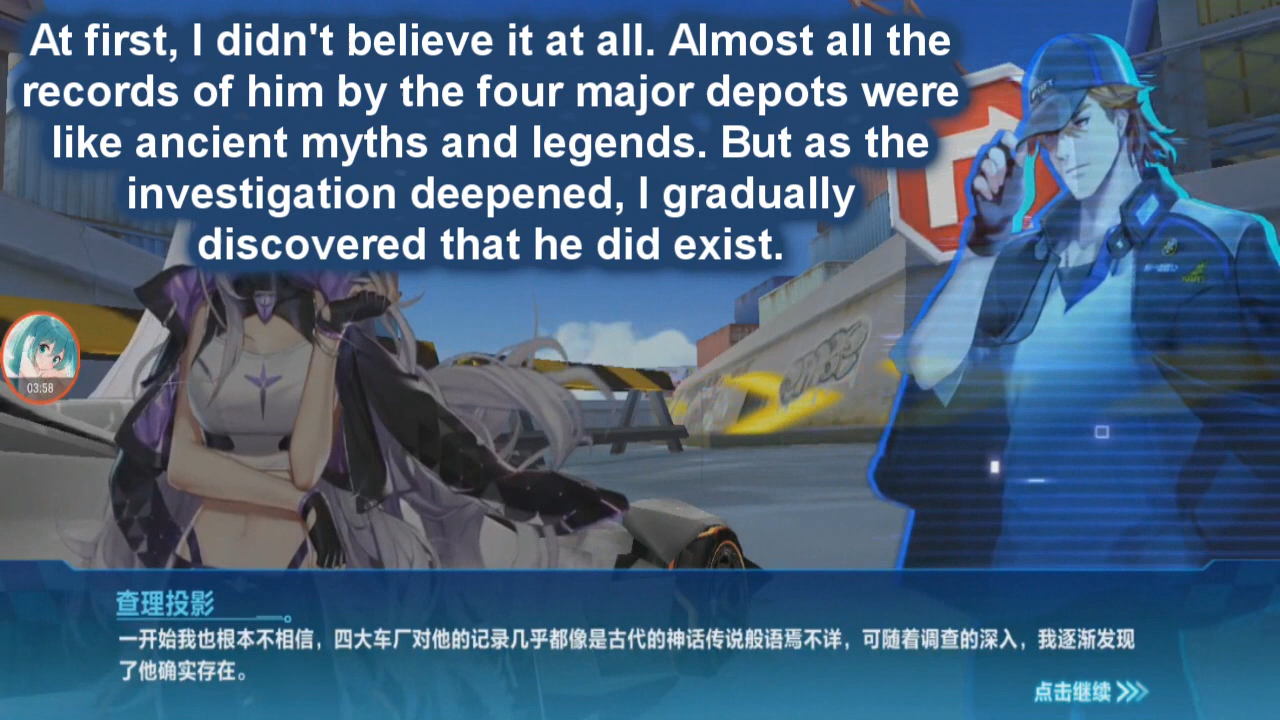 At first, I didn't believe it at all. Almost all the
records of him by the four major depots were
like ancient myths and legends. But as the
investigation deepened, I gradually
discovered that he did exist.
03:58
查理投影
一开始我也根本不相信，四大车厂对他的记录几乎都像是古代的神话传说般语焉不详，可随着调查的深入，我逐渐发现
了他确实存在。
点击继续